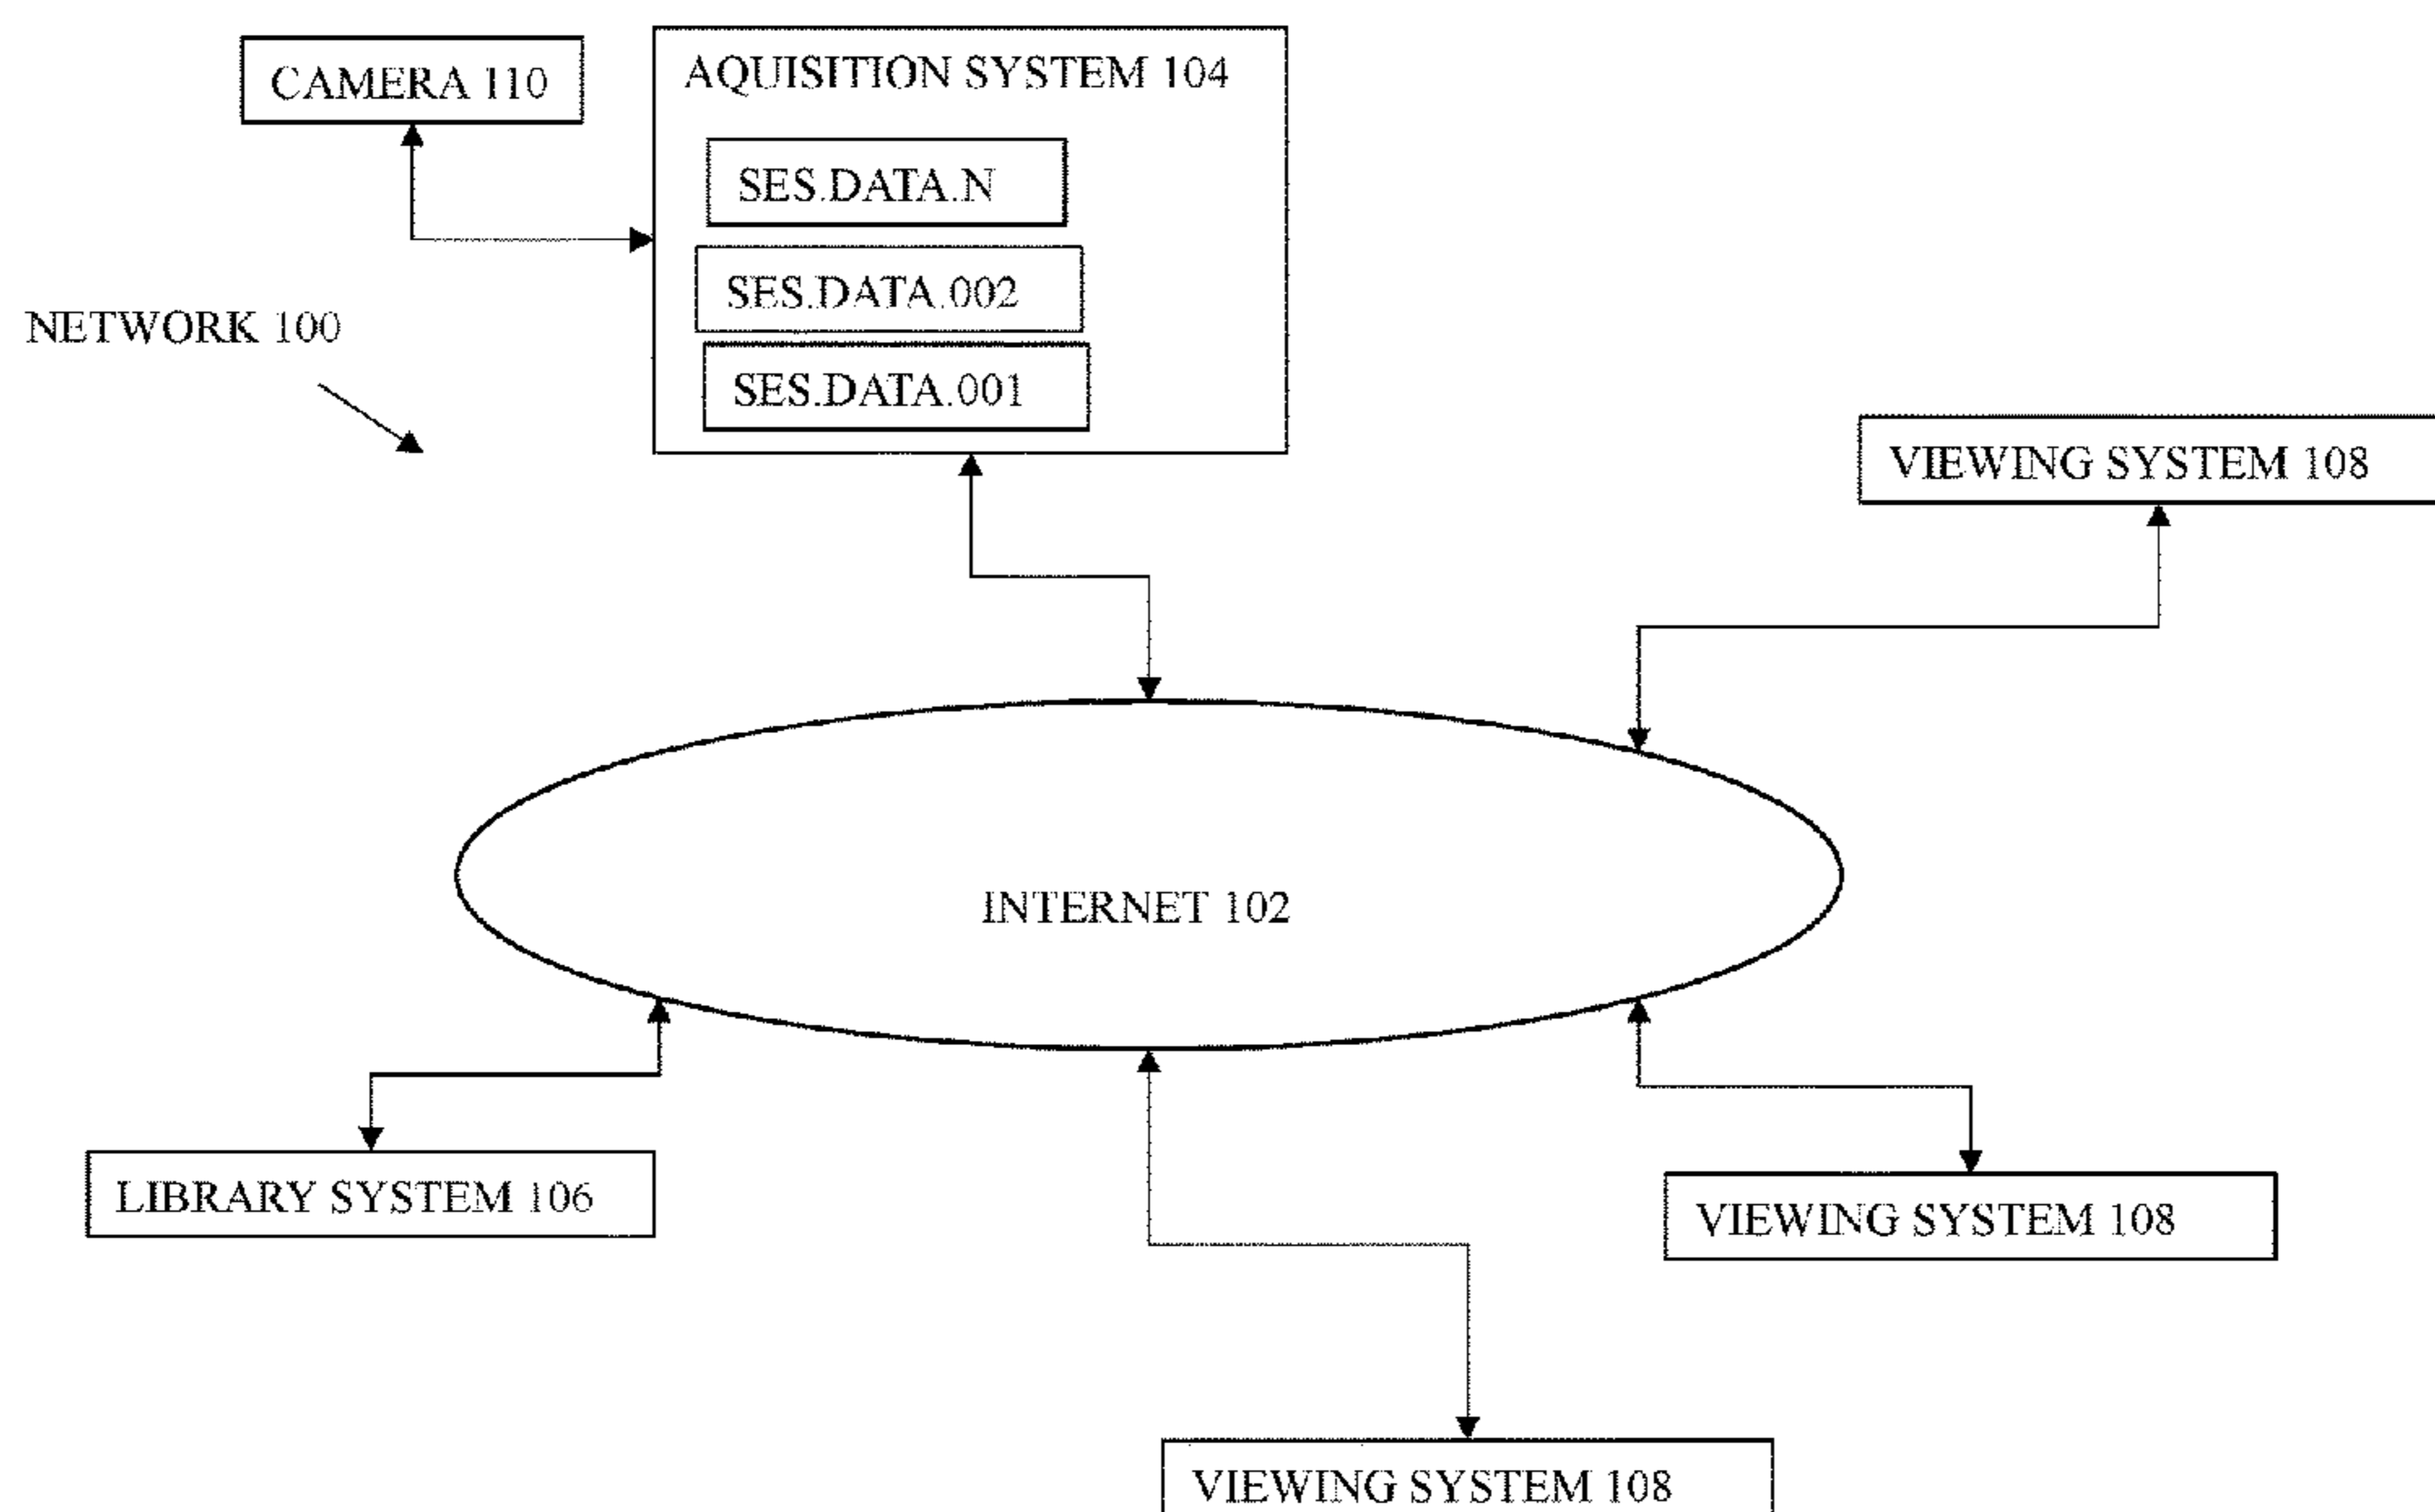 CAMERA 110
AQUISITION SYSTEM 104
SES.DATA.N
SES.DATA.002
SES.DATA.001
NETWORK 100
VIEWING SYSTEM 108
INTERNET 102
LIBRARY SYSTEM 106
VIEWING SYSTEM 108
VIEWING SYSTEM 108